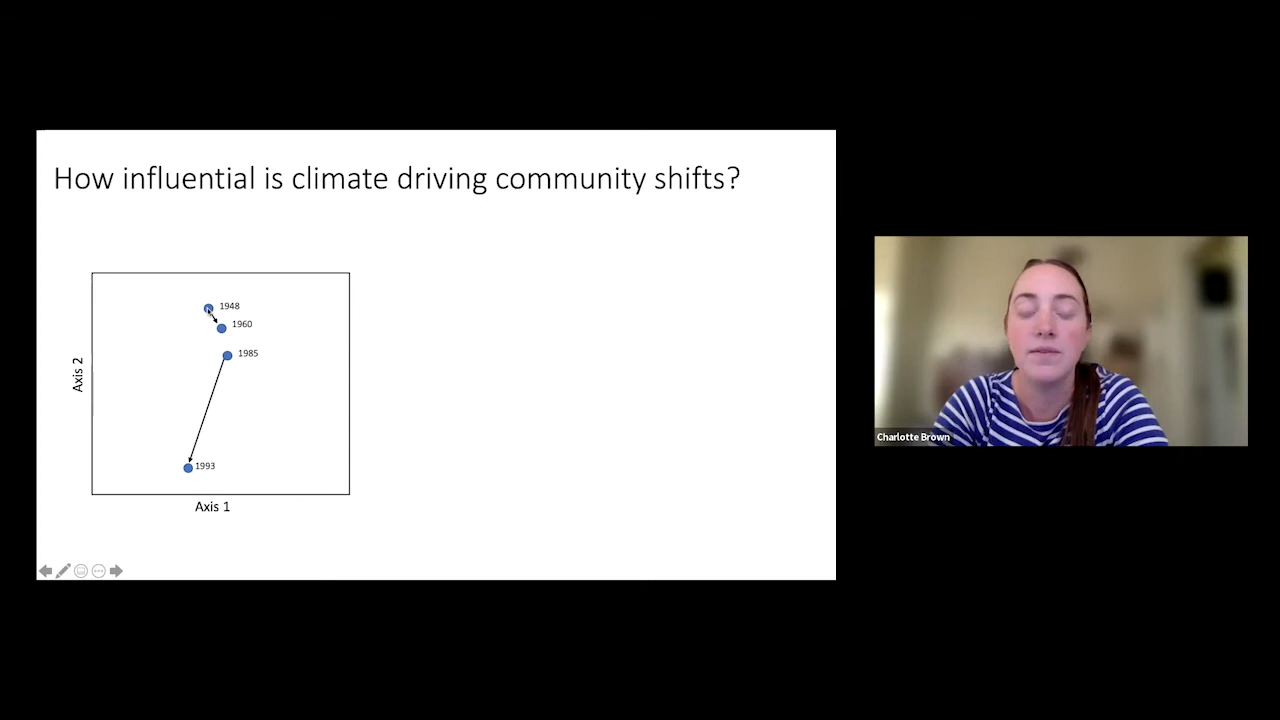 How influential is climate driving community shifts?
1948
1960
1985
Axis 2
1993
Axis 1
Charlotte Brown